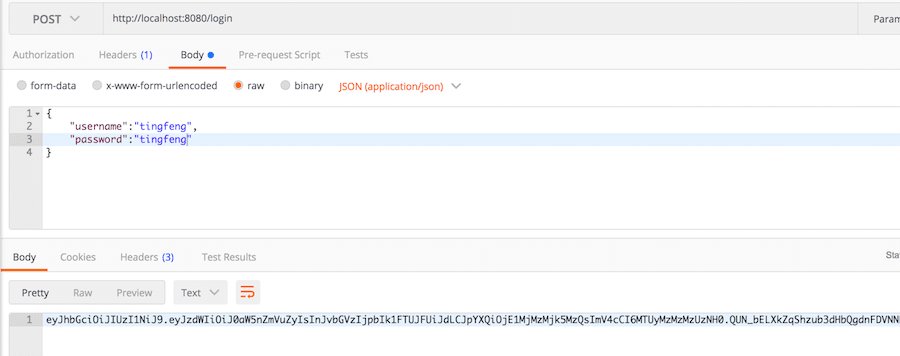 POST http://localhost:8080/login Param
Authorization Headers (1) Body Pre-request Script Tests
form-data x-www-form-urlencoded raw binary JSON (application/json)
1 {
2 "username":"tingfeng",
3 "password":"tingfeng"
4 }
Body Cookies Headers (3) Test Results Sta
Pretty Raw Preview Text
1 eyJhbGciOiJIUzI1NiJ9.eyJzdWIiOiJ0aW5nZmVuZyIsInJvbGVzIjpbIk1FTUJFUiJdLCJpYXQiOjE1MjMzMjk5MzQsImV4cCI6MTUyMzMzMzUzNH0.QUN_bELXkZqShzub3dHbQgdnFDVNN